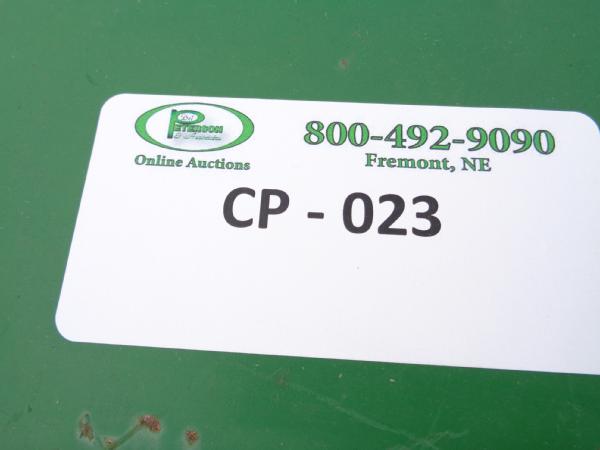 PETERSON
Online Auctions
800-492-9090
Fremont, NE
CP - 023